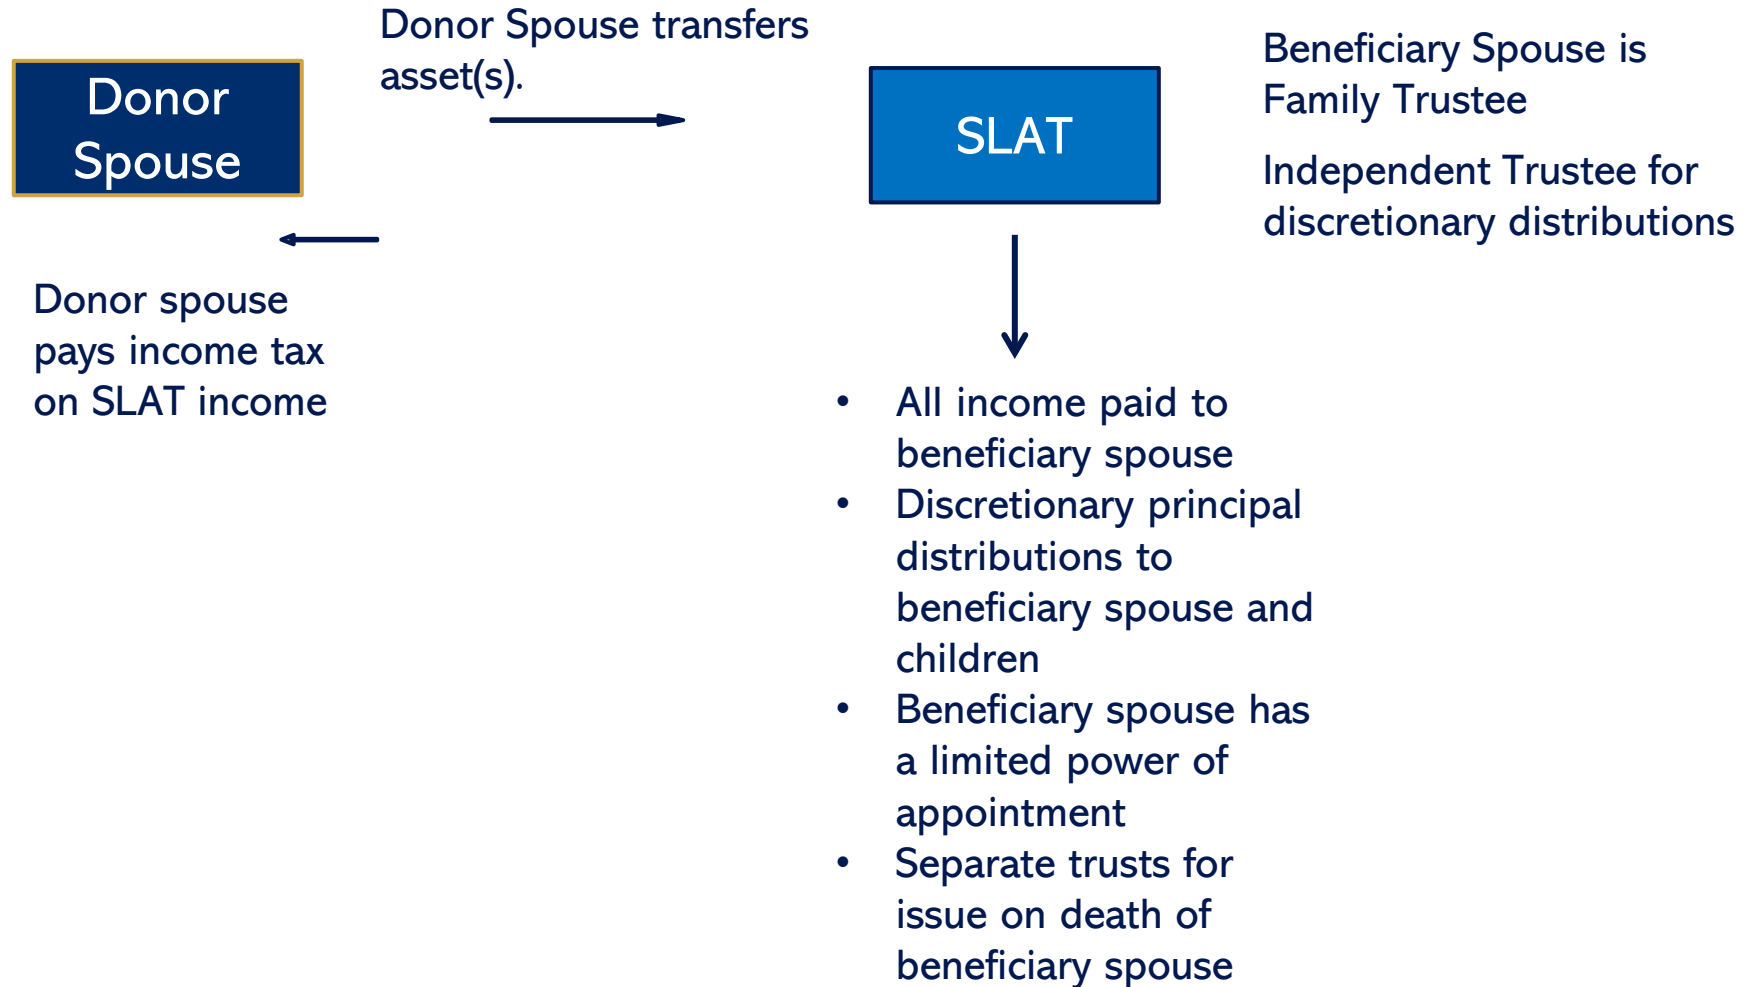 Donor Spouse transfers
asset(s).
Donor
Spouse
SLAT
Beneficiary Spouse is
Family Trustee
Independent Trustee for
discretionary distributions
Donor spouse
pays income tax
on SLAT income
• All income paid to
beneficiary spouse
• Discretionary principal
distributions to
beneficiary spouse and
children
• Beneficiary spouse has
a limited power of
appointment
• Separate trusts for
issue on death of
beneficiary spouse